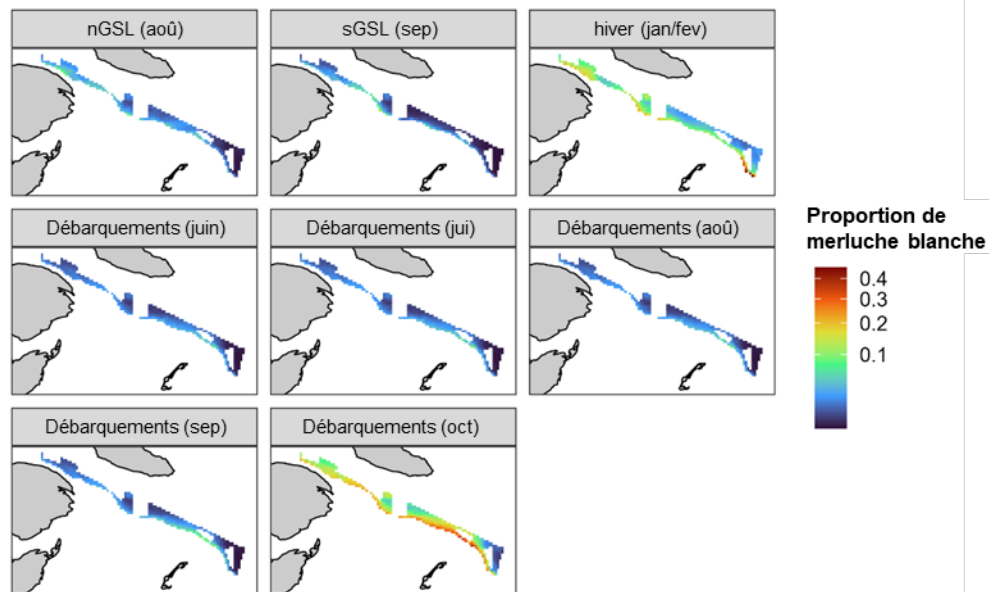 nGSL (aoû)
sGSL (sep)
hiver (jan/fev)
Débarquements (juin)
Débarquements (jui)
Débarquements (aoû)
Débarquements (sep)
Débarquements (oct)
Proportion de
merluche blanche
0.4
0.3
0.2
0.1